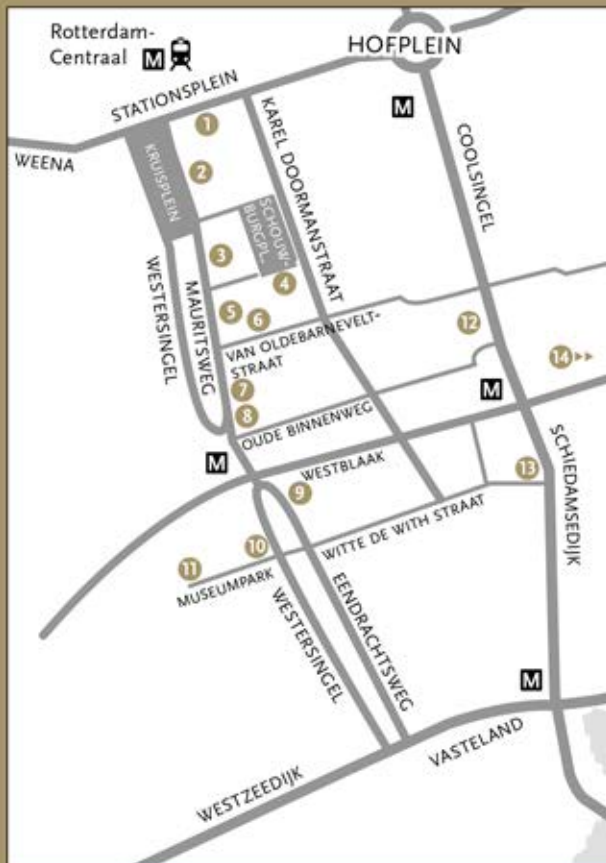 Rotterdam-
Centraal M
HOFPLEIN
STATIONSPLEIN
M
WEENA
1
KRUISPLEIN
2
KAREL DOORMANSTRAAT
COOLSINGEL
SCHOUW-
BURGPL.
3
4
WESTERSINGEL
MAURITSWEG
5
6
12
VAN OLDEBARNEVELT-
STRAAT
14
7
8
M
OUDE BINNENWEG
M
WESTBLAAK
SCHIEDAMSEDIJK
13
9
WITTE DE WITH STRAAT
10
11
MUSEUMPARK
WESTERSINGEL
EENDRACHTSWEG
M
VASTELAND
WESTZEEDIJK